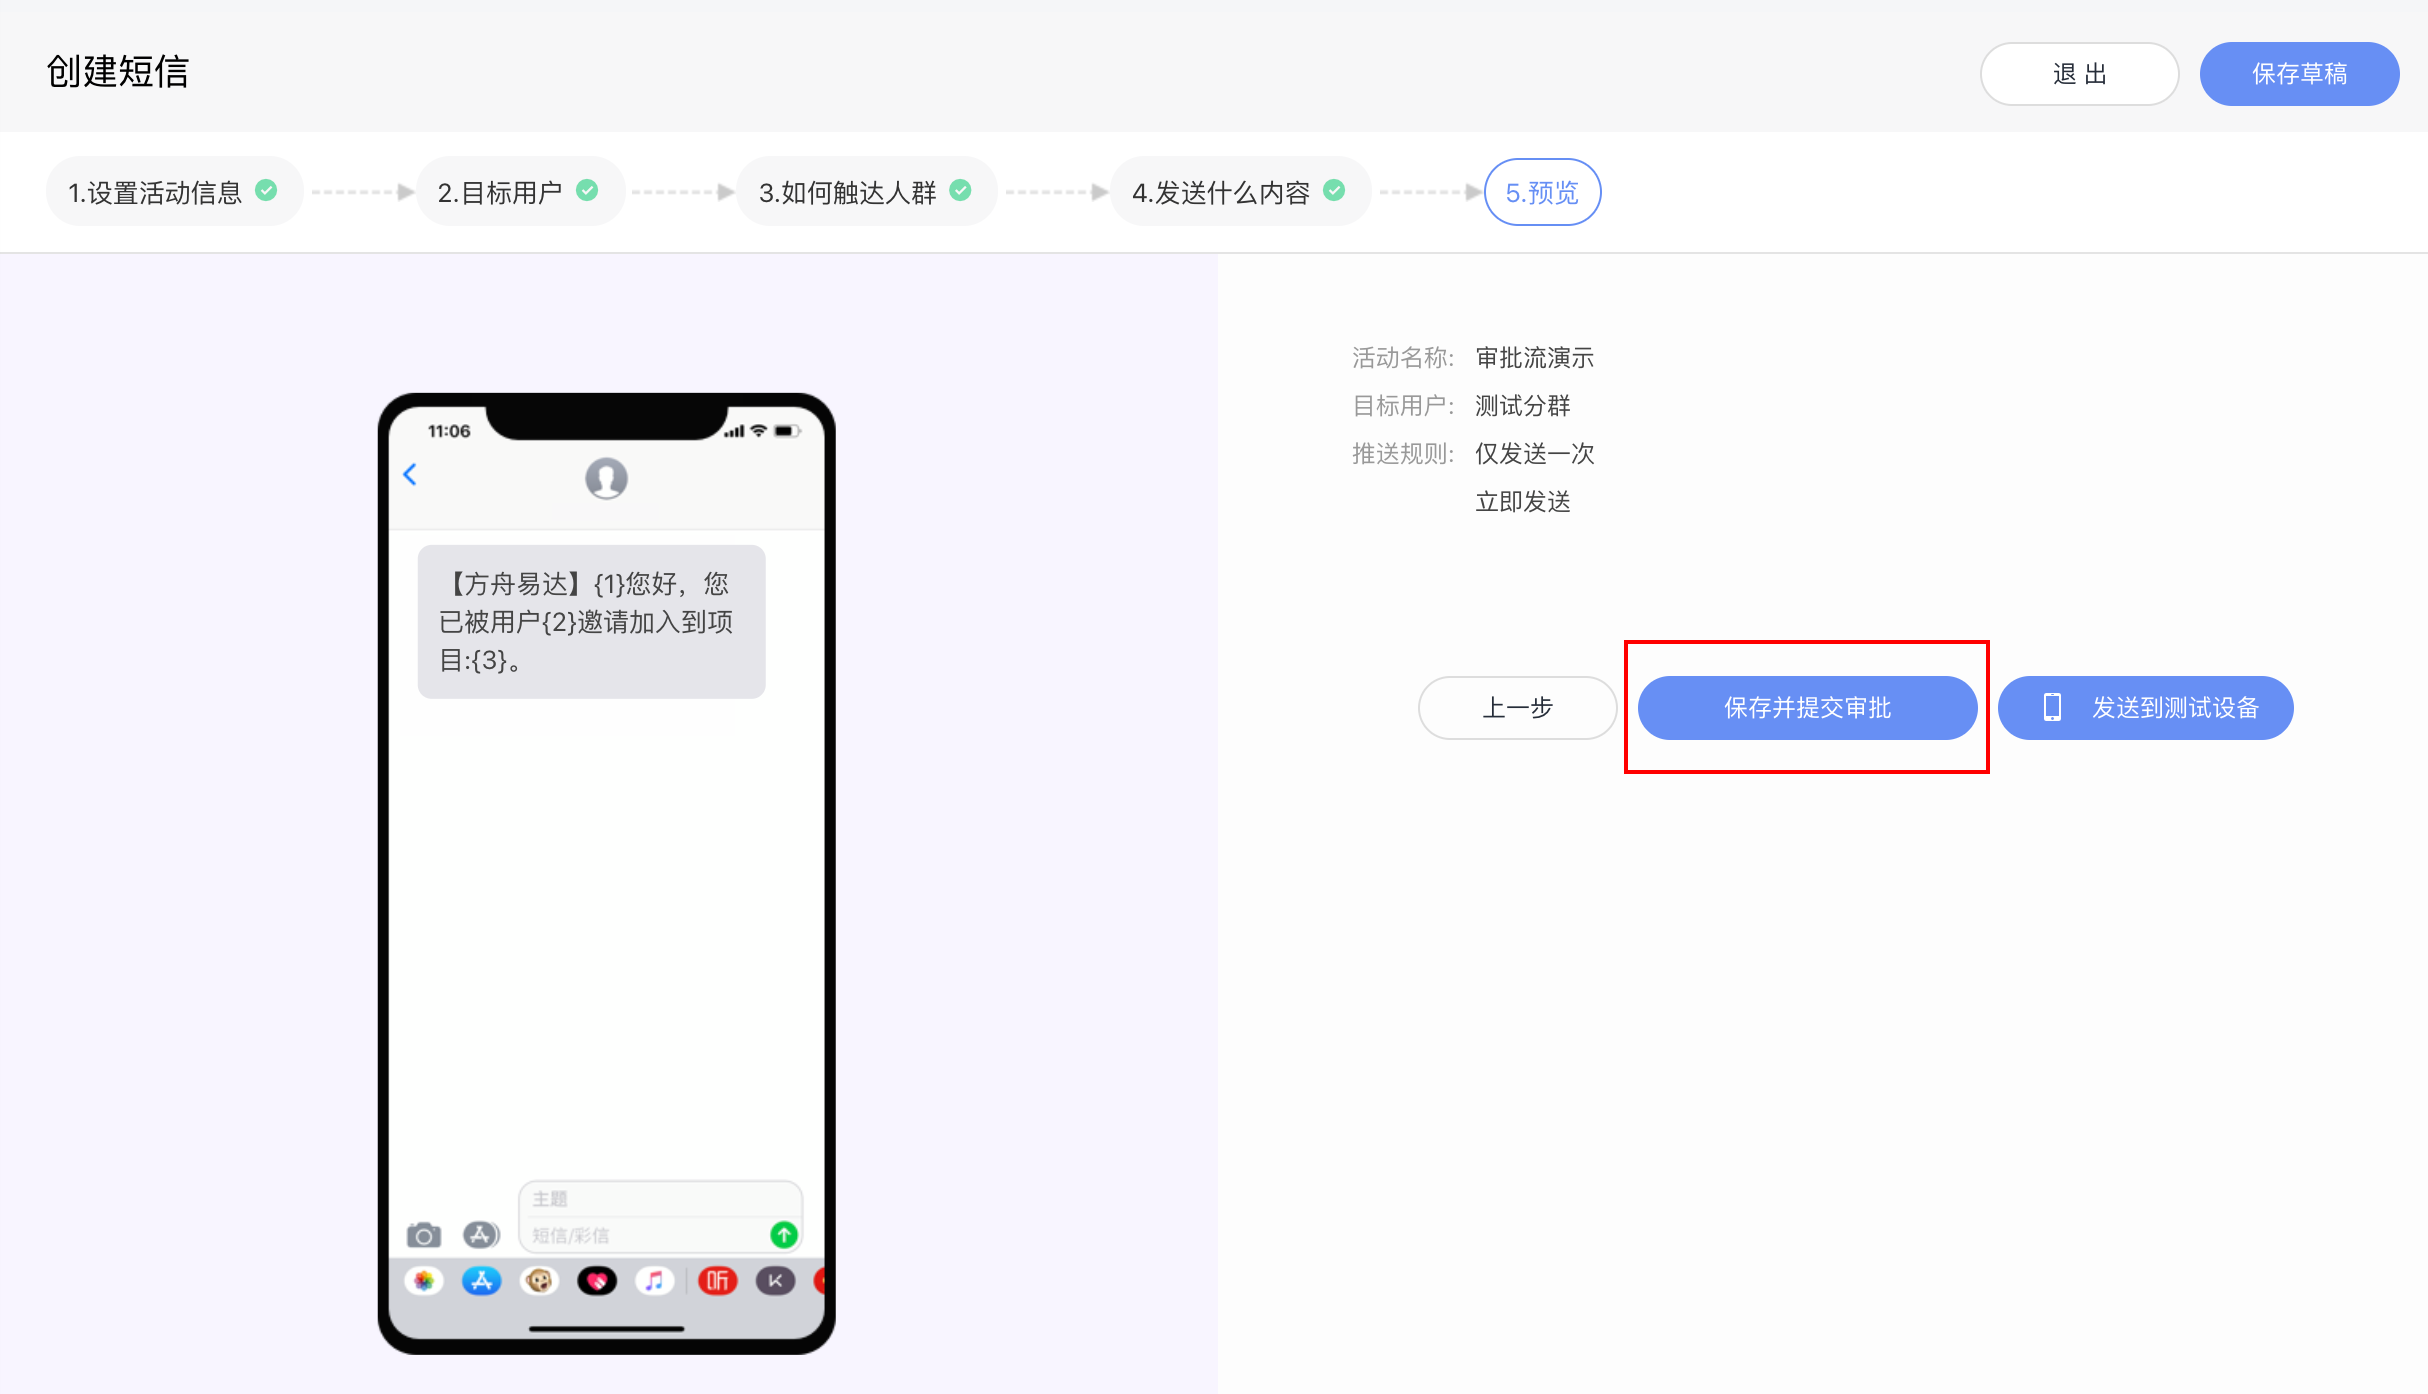 创建短信
退 出
保存草稿
1.设置活动信息
2.目标用户
3.如何触达人群
4.发送什么内容
5.预览
11:06
【方舟易达】{1}您好，您
已被用户{2}邀请加入到项
目:{3}。
主题
短信/彩信
听
K
活动名称: 审批流演示
目标用户: 测试分群
推送规则: 仅发送一次
立即发送
上一步
保存并提交审批
发送到测试设备